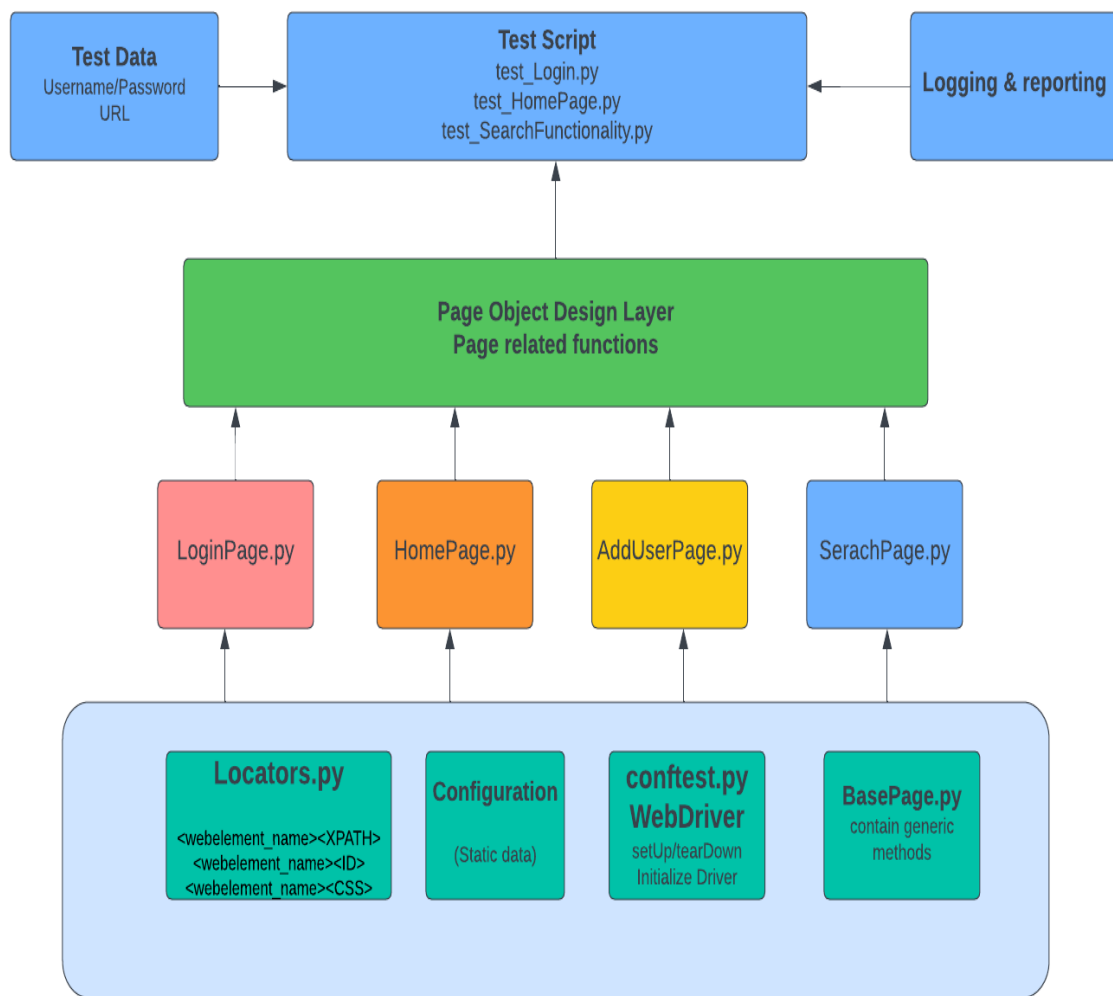 Test Data
Username/Password
URL
Test Script
test_Login.py
test_HomePage.py
test_SearchFunctionality.py
Logging & reporting
Page Object Design Layer
Page related functions
LoginPage.py
HomePage.py
AddUserPage.py
SerachPage.py
Locators.py
<webelement_name><XPATH>
<webelement_name><ID>
<webelement_name><CSS>
Configuration
(Static data)
conftest.py
WebDriver
setUp/tearDown
Initialize Driver
BasePage.py
contain generic
methods